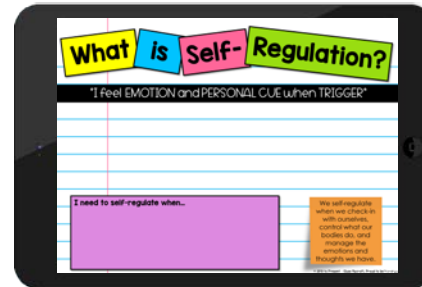 What is Self-Regulation?
"I feel EMOTION and PERSONAL CUE when TRIGGER"
I need to self-regulate when...
We self-regulate
when we check-in
with ourselves,
control what our
bodies do, and
manage the
emotions and
thoughts we have.